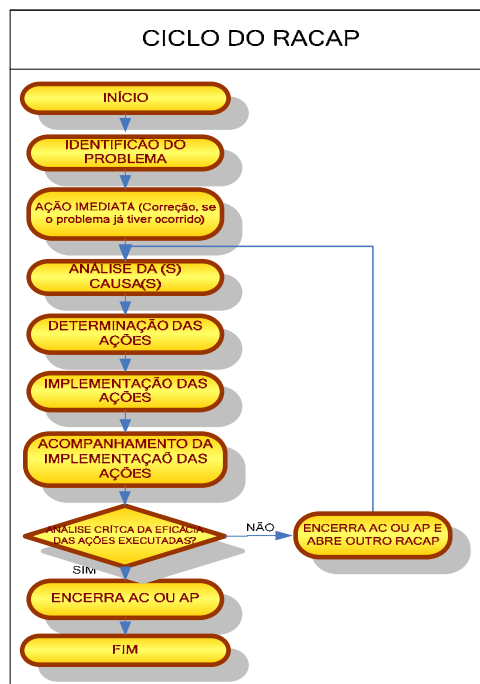 CICLO DO RACAP
INÍCIO
IDENTIFICÃO DO
PROBLEMA
AÇÃO IMEDIATA (Correção, se
o problema já tiver ocorrido)
ANÁLISE DA (S)
CAUSA(S)
DETERMINAÇÃO DAS
AÇÕES
IMPLEMENTAÇÃO DAS
AÇÕES
ACOMPANHAMENTO DA
IMPLEMENTAÇÃÕ DAS
AÇÕES
ANÁLISE CRÍTCA DA EFICÁCIA
DAS AÇÕES EXECUTADAS?
NÃO
ENCERRA AC OU AP E
ABRE OUTRO RACAP
SIM
ENCERRA AC OU AP
FIM